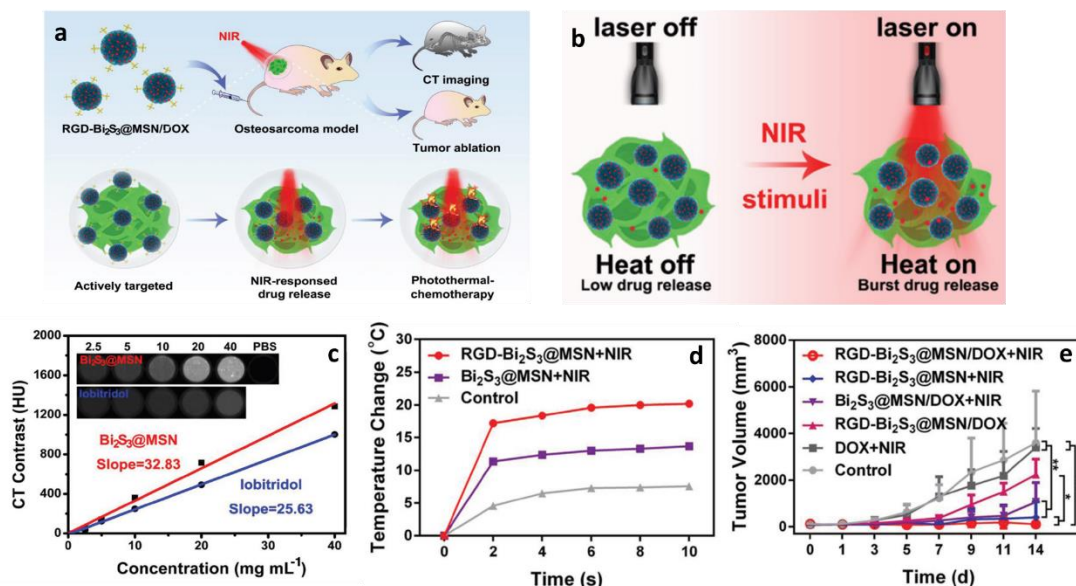 a
NIR
RGD-Bi₂S₃@MSN/DOX
Osteosarcoma model
CT imaging
Tumor ablation
Actively targeted
NIR-responsed
drug release
Photothermal-
chemotherapy
b
laser off
laser on
NIR
stimuli
Heat off
Low drug release
Heat on
Burst drug release
c
CT Contrast (HU)
2000
1600
1200
800
400
0
2.5 5 10 20 40 PBS
Bi₂S₃@MSN
Iobitridol
Bi₂S₃@MSN
Slope=32.83
Iobitridol
Slope=25.63
0 10 20 30 40
Concentration (mg mL⁻¹)
d
Temperature Change (°C)
30
25
20
15
10
5
0
RGD-Bi₂S₃@MSN+NIR
Bi₂S₃@MSN+NIR
Control
0 2 4 6 8 10
Time (s)
e
Tumor Volume (mm³)
8000
6000
4000
2000
0
RGD-Bi₂S₃@MSN/DOX+NIR
RGD-Bi₂S₃@MSN+NIR
Bi₂S₃@MSN/DOX+NIR
RGD-Bi₂S₃@MSN/DOX
DOX+NIR
Control
**
*
*
0 1 3 5 7 9 11 14
Time (d)